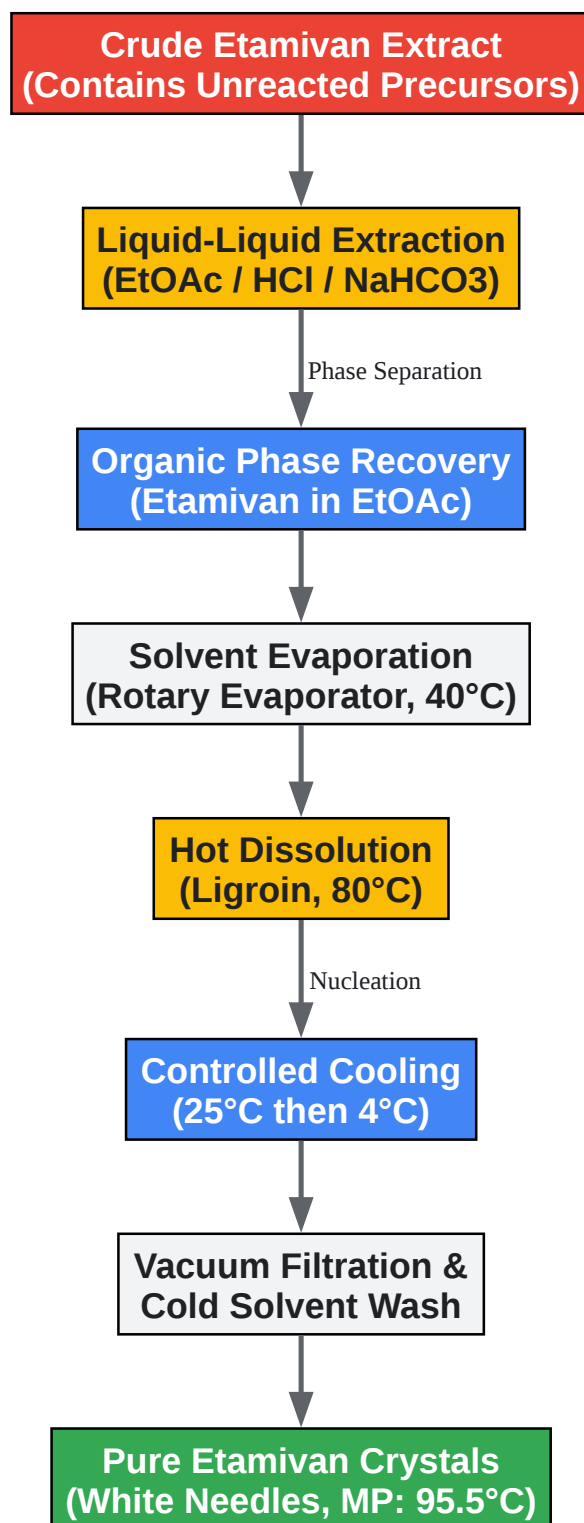 Crude Etamivan Extract
(Contains Unreacted Precursors)
Liquid-Liquid Extraction
(EtOAc / HCl / NaHCO3)
Phase Separation
Organic Phase Recovery
(Etamivan in EtOAc)
Solvent Evaporation
(Rotary Evaporator, 40°C)
Hot Dissolution
(Ligroin, 80°C)
Nucleation
Controlled Cooling
(25°C then 4°C)
Vacuum Filtration &
Cold Solvent Wash
Pure Etamivan Crystals
(White Needles, MP: 95.5°C)